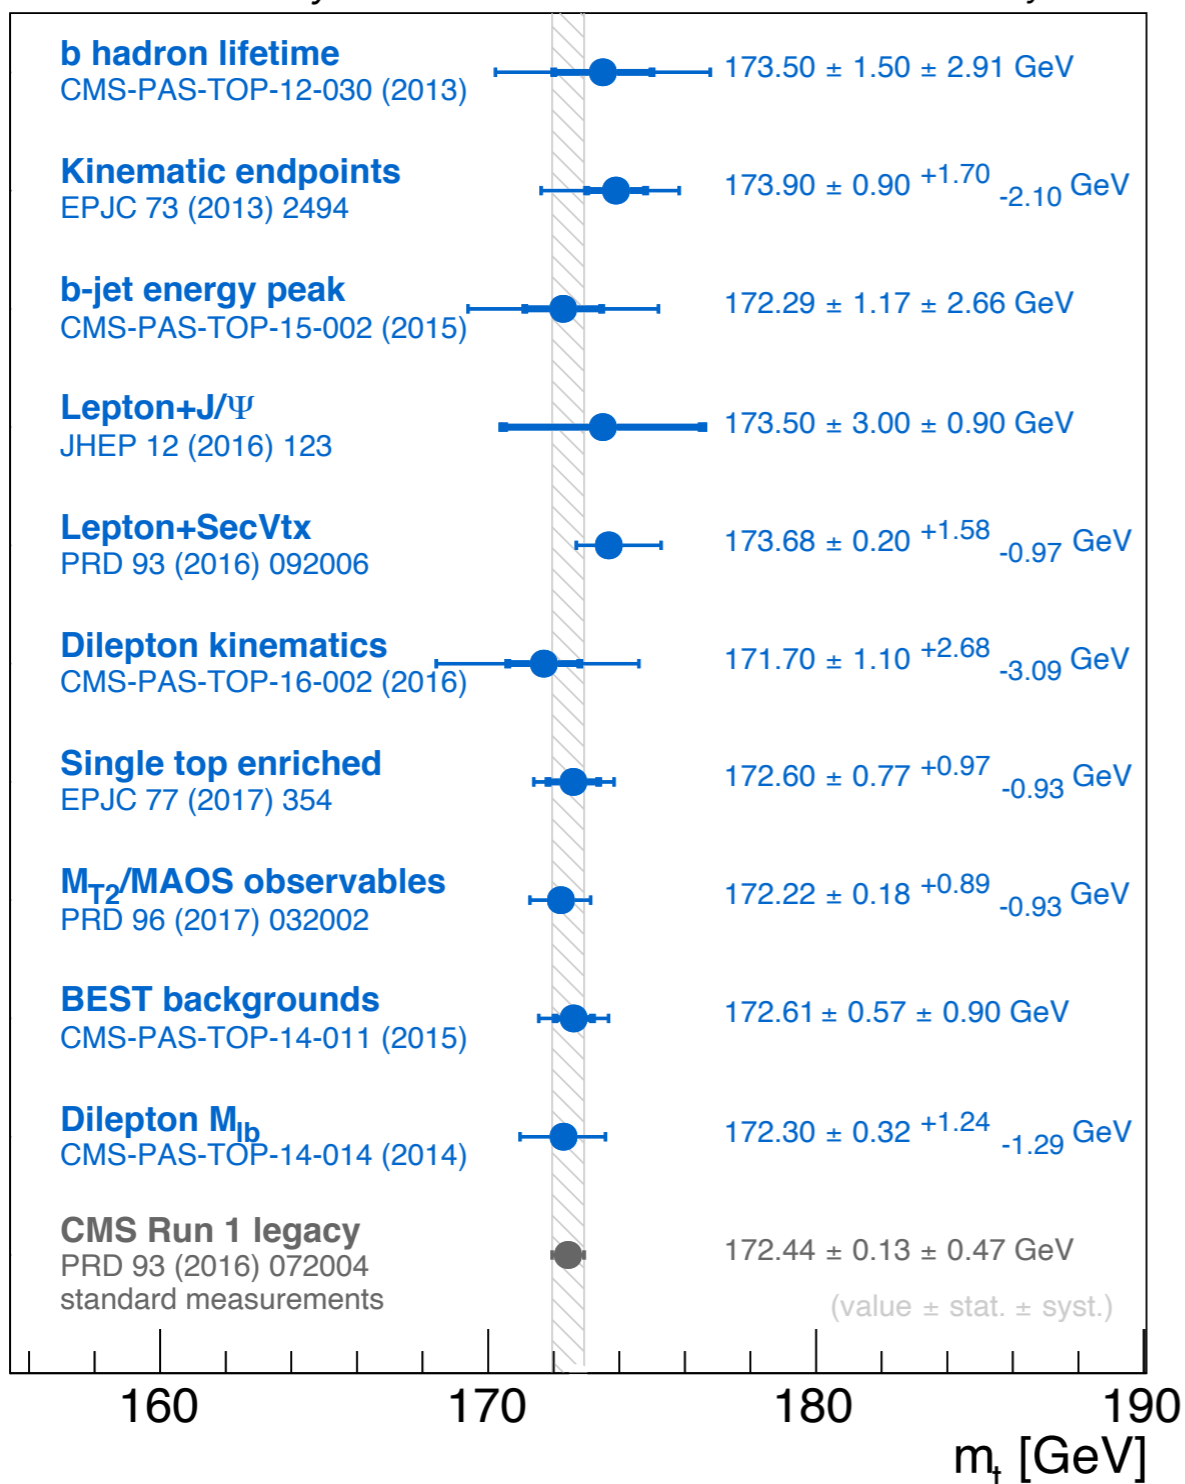 b hadron lifetime
CMS-PAS-TOP-12-030 (2013)
173.50 ± 1.50 ± 2.91 GeV
Kinematic endpoints
EPJC 73 (2013) 2494
173.90 ± 0.90 +1.70 -2.10 GeV
b-jet energy peak
CMS-PAS-TOP-15-002 (2015)
172.29 ± 1.17 ± 2.66 GeV
Lepton+J/Ψ
JHEP 12 (2016) 123
173.50 ± 3.00 ± 0.90 GeV
Lepton+SecVtx
PRD 93 (2016) 092006
173.68 ± 0.20 +1.58 -0.97 GeV
Dilepton kinematics
CMS-PAS-TOP-16-002 (2016)
171.70 ± 1.10 +2.68 -3.09 GeV
Single top enriched
EPJC 77 (2017) 354
172.60 ± 0.77 +0.97 -0.93 GeV
MT2/MAOS observables
PRD 96 (2017) 032002
172.22 ± 0.18 +0.89 -0.93 GeV
BEST backgrounds
CMS-PAS-TOP-14-011 (2015)
172.61 ± 0.57 ± 0.90 GeV
Dilepton Mlb
CMS-PAS-TOP-14-014 (2014)
172.30 ± 0.32 +1.24 -1.29 GeV
CMS Run 1 legacy
PRD 93 (2016) 072004
standard measurements
172.44 ± 0.13 ± 0.47 GeV
(value ± stat. ± syst.)
160 170 180 190
mt [GeV]